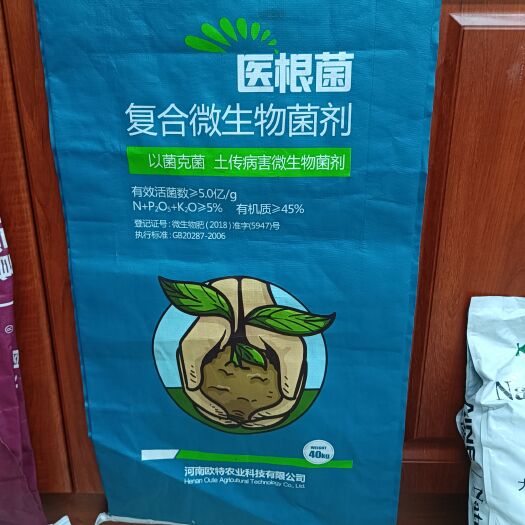 医根菌
复合微生物菌剂
以菌克菌 土传病害微生物菌剂
有效活菌数≥5.0亿/g
N+P₂O₅+K₂O≥5% 有机质≥45%
登记证号:微生物肥(2018)准字(5947)号
执行标准:GB20287-2006
WEIGHT
40kg
河南欧特农业科技有限公司
Henan Oute Agricultural Technology Co., Ltd.
Na
AINE
Nat
大